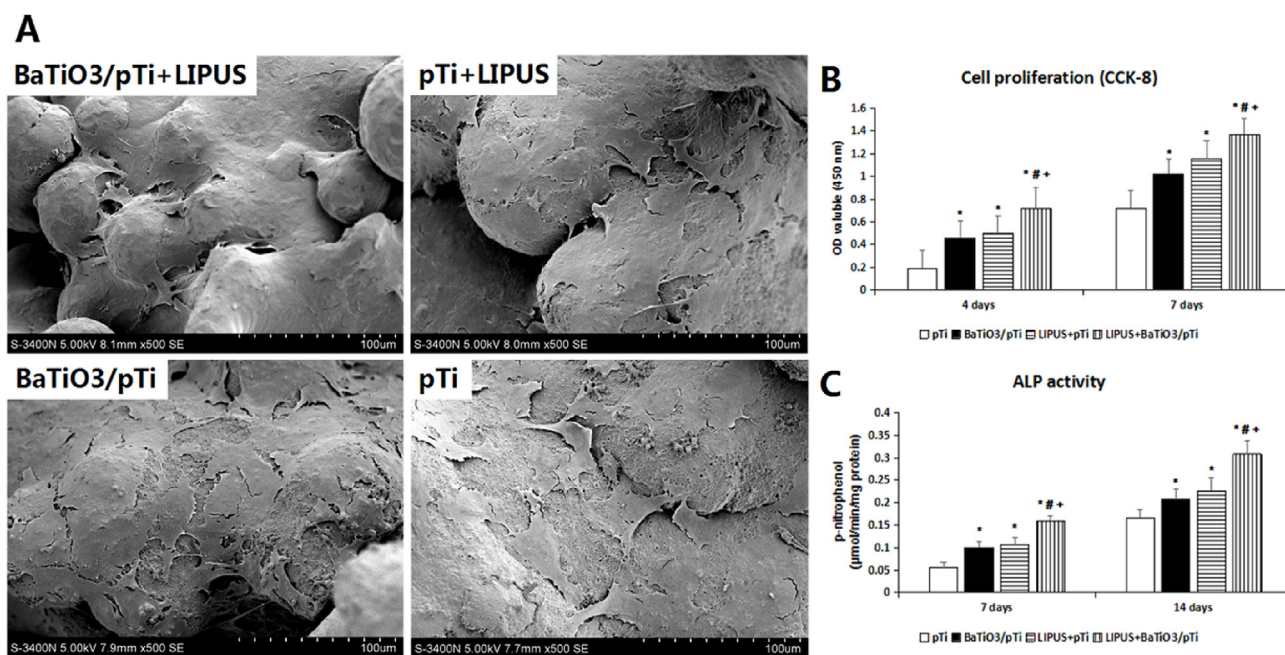 A
BaTiO3/pTi+LIPUS
pTi+LIPUS
S-3400N 5.00kV 8.1mm x500 SE 100um
S-3400N 5.00kV 8.0mm x500 SE 100um
BaTiO3/pTi
pTi
S-3400N 5.00kV 7.9mm x500 SE 100um
S-3400N 5.00kV 7.7mm x500 SE 100um
B
Cell proliferation (CCK-8)
OD valuble (450 nm)
1.6
1.4
1.2
1
0.8
0.6
0.4
0.2
0
*
*
* # +
*
*
* # +
4 days 7 days
pTi BaTiO3/pTi LIPUS+pTi LIPUS+BaTiO3/pTi
C
ALP activity
p-nitrophenol
(µmol/min/mg protein)
0.4
0.35
0.3
0.25
0.2
0.15
0.1
0.05
0
*
*
* # +
*
*
* # +
7 days 14 days
pTi BaTiO3/pTi LIPUS+pTi LIPUS+BaTiO3/pTi